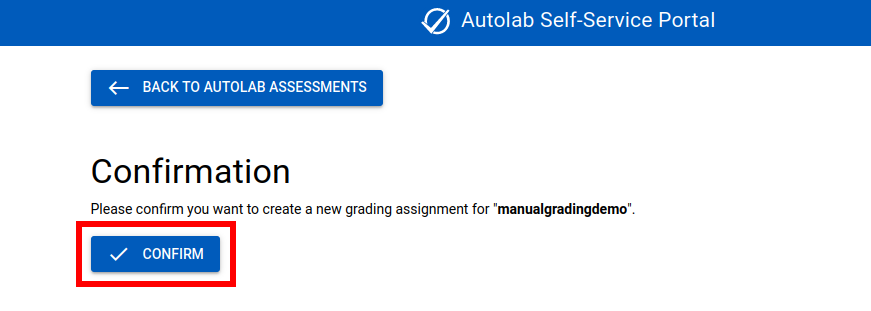 Autolab Self-Service Portal
BACK TO AUTOLAB ASSESSMENTS
Confirmation
Please confirm you want to create a new grading assignment for "manualgradingdemo".
CONFIRM